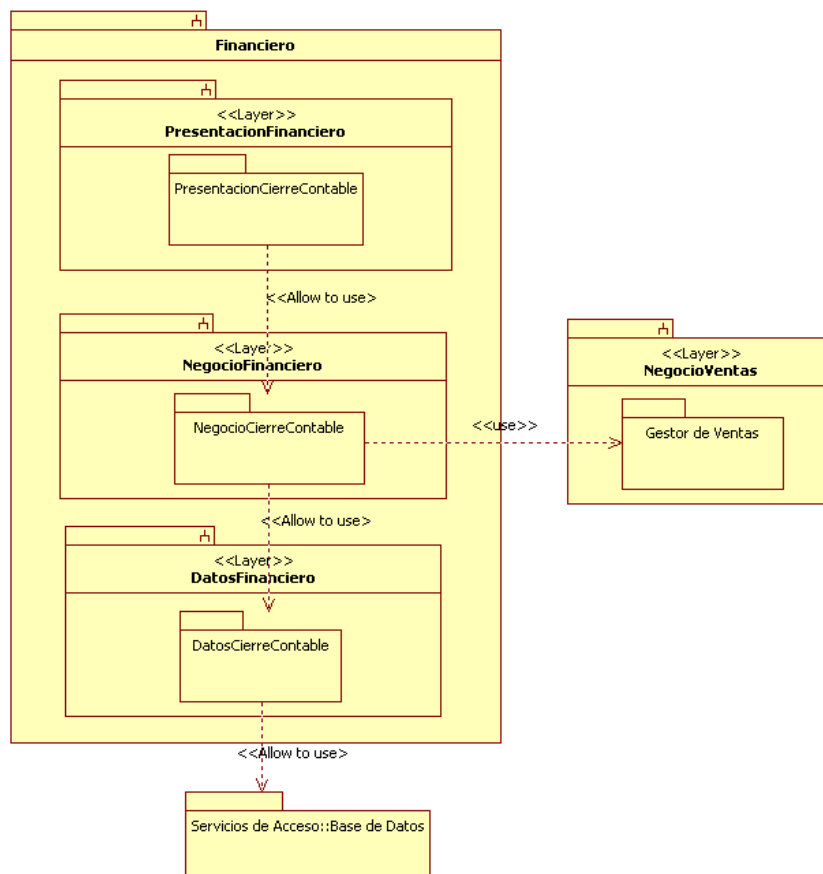 Financiero
<<Layer>>
PresentacionFinanciero
PresentacionCierreContable
<<Allow to use>
<<Layer>>
NegocioFinanciero
NegocioCierreContable
<<use>>
<<Layer>>
NegocioVentas
Gestor de Ventas
<<Allow to use>
<<Layer>>
DatosFinanciero
DatosCierreContable
<<Allow to use>
Servicios de Acceso::Base de Datos